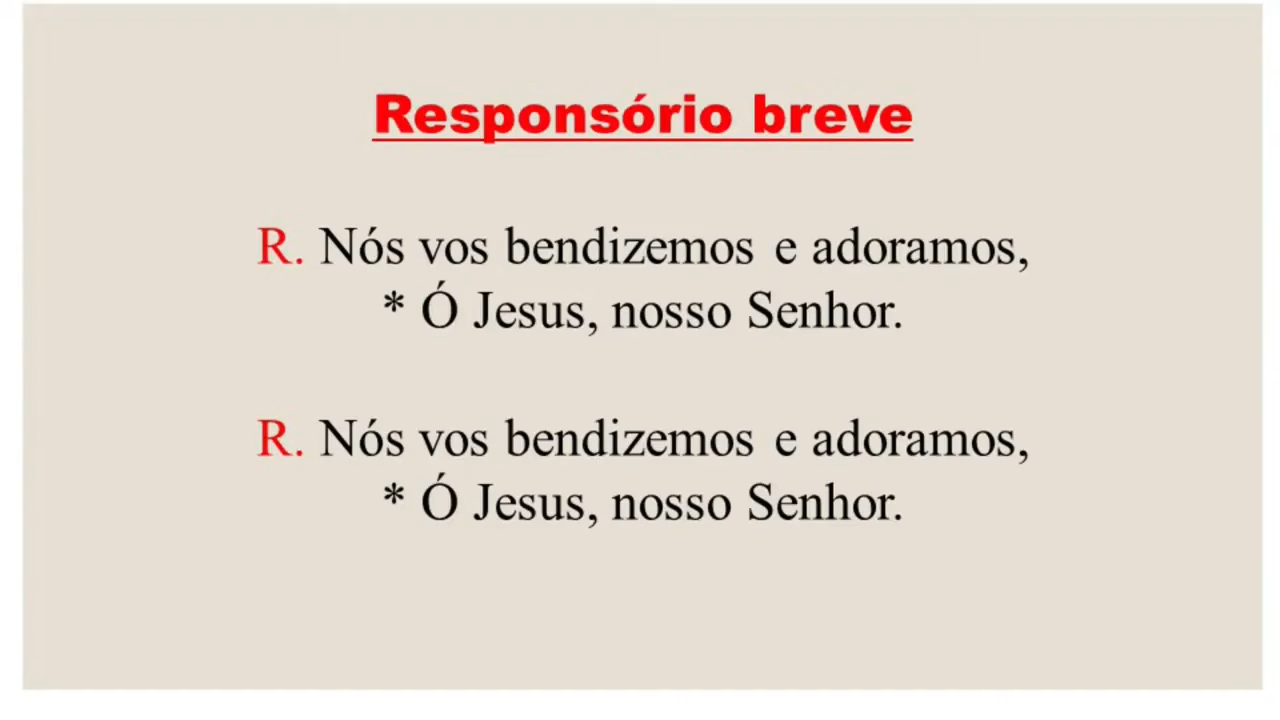 Responsório breve
R. Nós vos bendizemos e adoramos,
* Ó Jesus, nosso Senhor.
R. Nós vos bendizemos e adoramos,
* Ó Jesus, nosso Senhor.